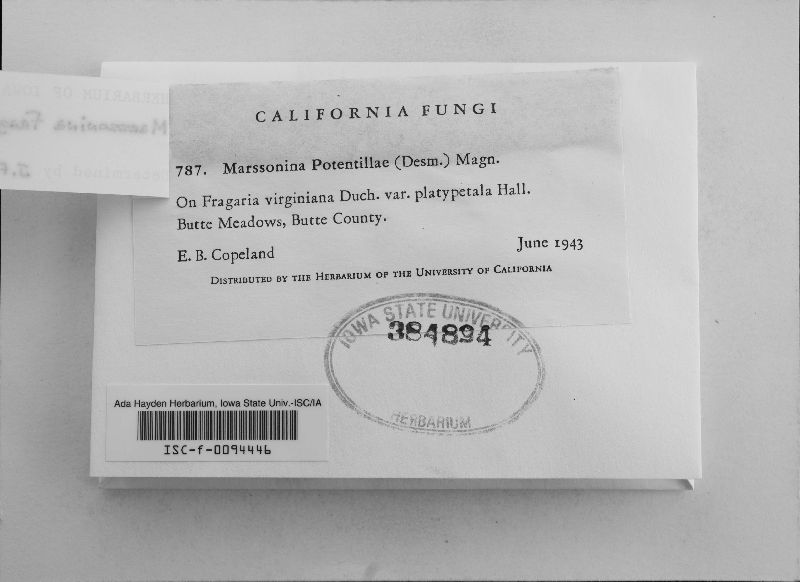 CALIFORNIA FUNGI
787. Marssonina Potentillae (Desm.) Magn.
On Fragaria virginiana Duch. var. platypetala Hall.
Butte Meadows, Butte County.
E. B. Copeland June 1943
DISTRIBUTED BY THE HERBARIUM OF THE UNIVERSITY OF CALIFORNIA
IOWA STATE UNIVERSITY
384894
HERBARIUM
Ada Hayden Herbarium, Iowa State Univ.-ISC/IA
ISC-f-0094446